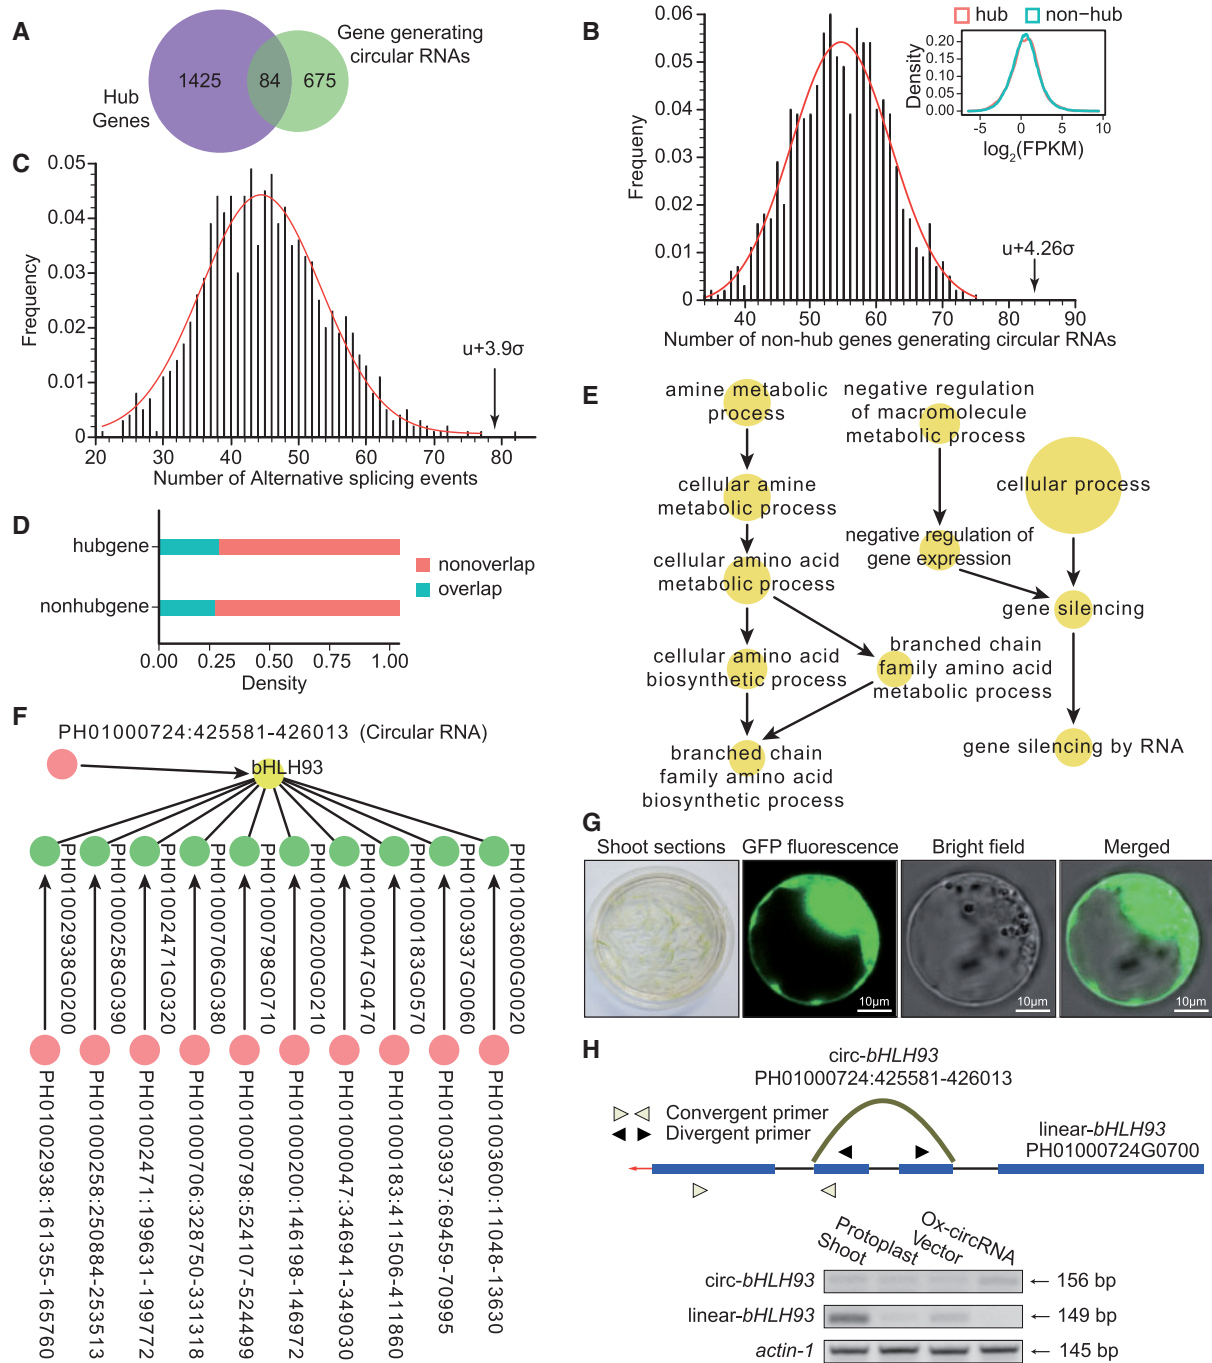 A
Gene generating
circular RNAs
1425
84
675
Hub
Genes
B
hub
non−hub
0.06
0.05
0.04
0.03
0.02
0.01
0
Frequeny
Density
0.20
0.15
0.10
0.05
0.00
-5
0
5
10
log2(FPKM)
u+4.26σ
40
50
60
70
80
90
Number of non-hub genes generating circular RNAs
C
0.05
0.04
0.03
0.02
0.01
0
Frequency
u+3.9σ
20
30
40
50
60
70
80
Number of Alternative splicing events
D
hubgene
nonhubgene
nonoverlap
overlap
0.00
0.25
0.50
0.75
1.00
Density
E
amine metabolic
process
cellular amine
metabolic process
cellular amino acid
metabolic process
cellular amino acid
biosynthetic process
branched chain
family amino acid
metabolic process
branched chain
family amino acid
biosynthetic process
negative regulation
of macromolecule
metabolic process
negative regulation of
gene expression
cellular process
gene silencing
gene silencing by RNA
F
PH01000724:425581-426013 (Circular RNA)
bHLH93
PH01002938G0200
PH01000258G0390
PH01002471G0320
PH01000706G0380
PH01000798G0710
PH01000200G0210
PH01000047G0470
PH01000183G0570
PH01003937G0060
PH01003600G0020
PH01002938:161355-165760
PH01000258:250884-253513
PH01002471:199631-199772
PH01000706:328750-331318
PH01000798:524107-524499
PH01000200:146198-146972
PH01000047:346941-349030
PH01000183:411506-411860
PH01003937:69459-70995
PH01003600:11048-13630
G
Shoot sections
GFP fluorescence
Bright field
Merged
10μm
10μm
10μm
H
circ-bHLH93
PH01000724:425581-426013
Convergent primer
Divergent primer
linear-bHLH93
PH01000724G0700
Shoot
Protoplast
Vector
Ox-circRNA
circ-bHLH93
← 156 bp
linear-bHLH93
← 149 bp
actin-1
← 145 bp